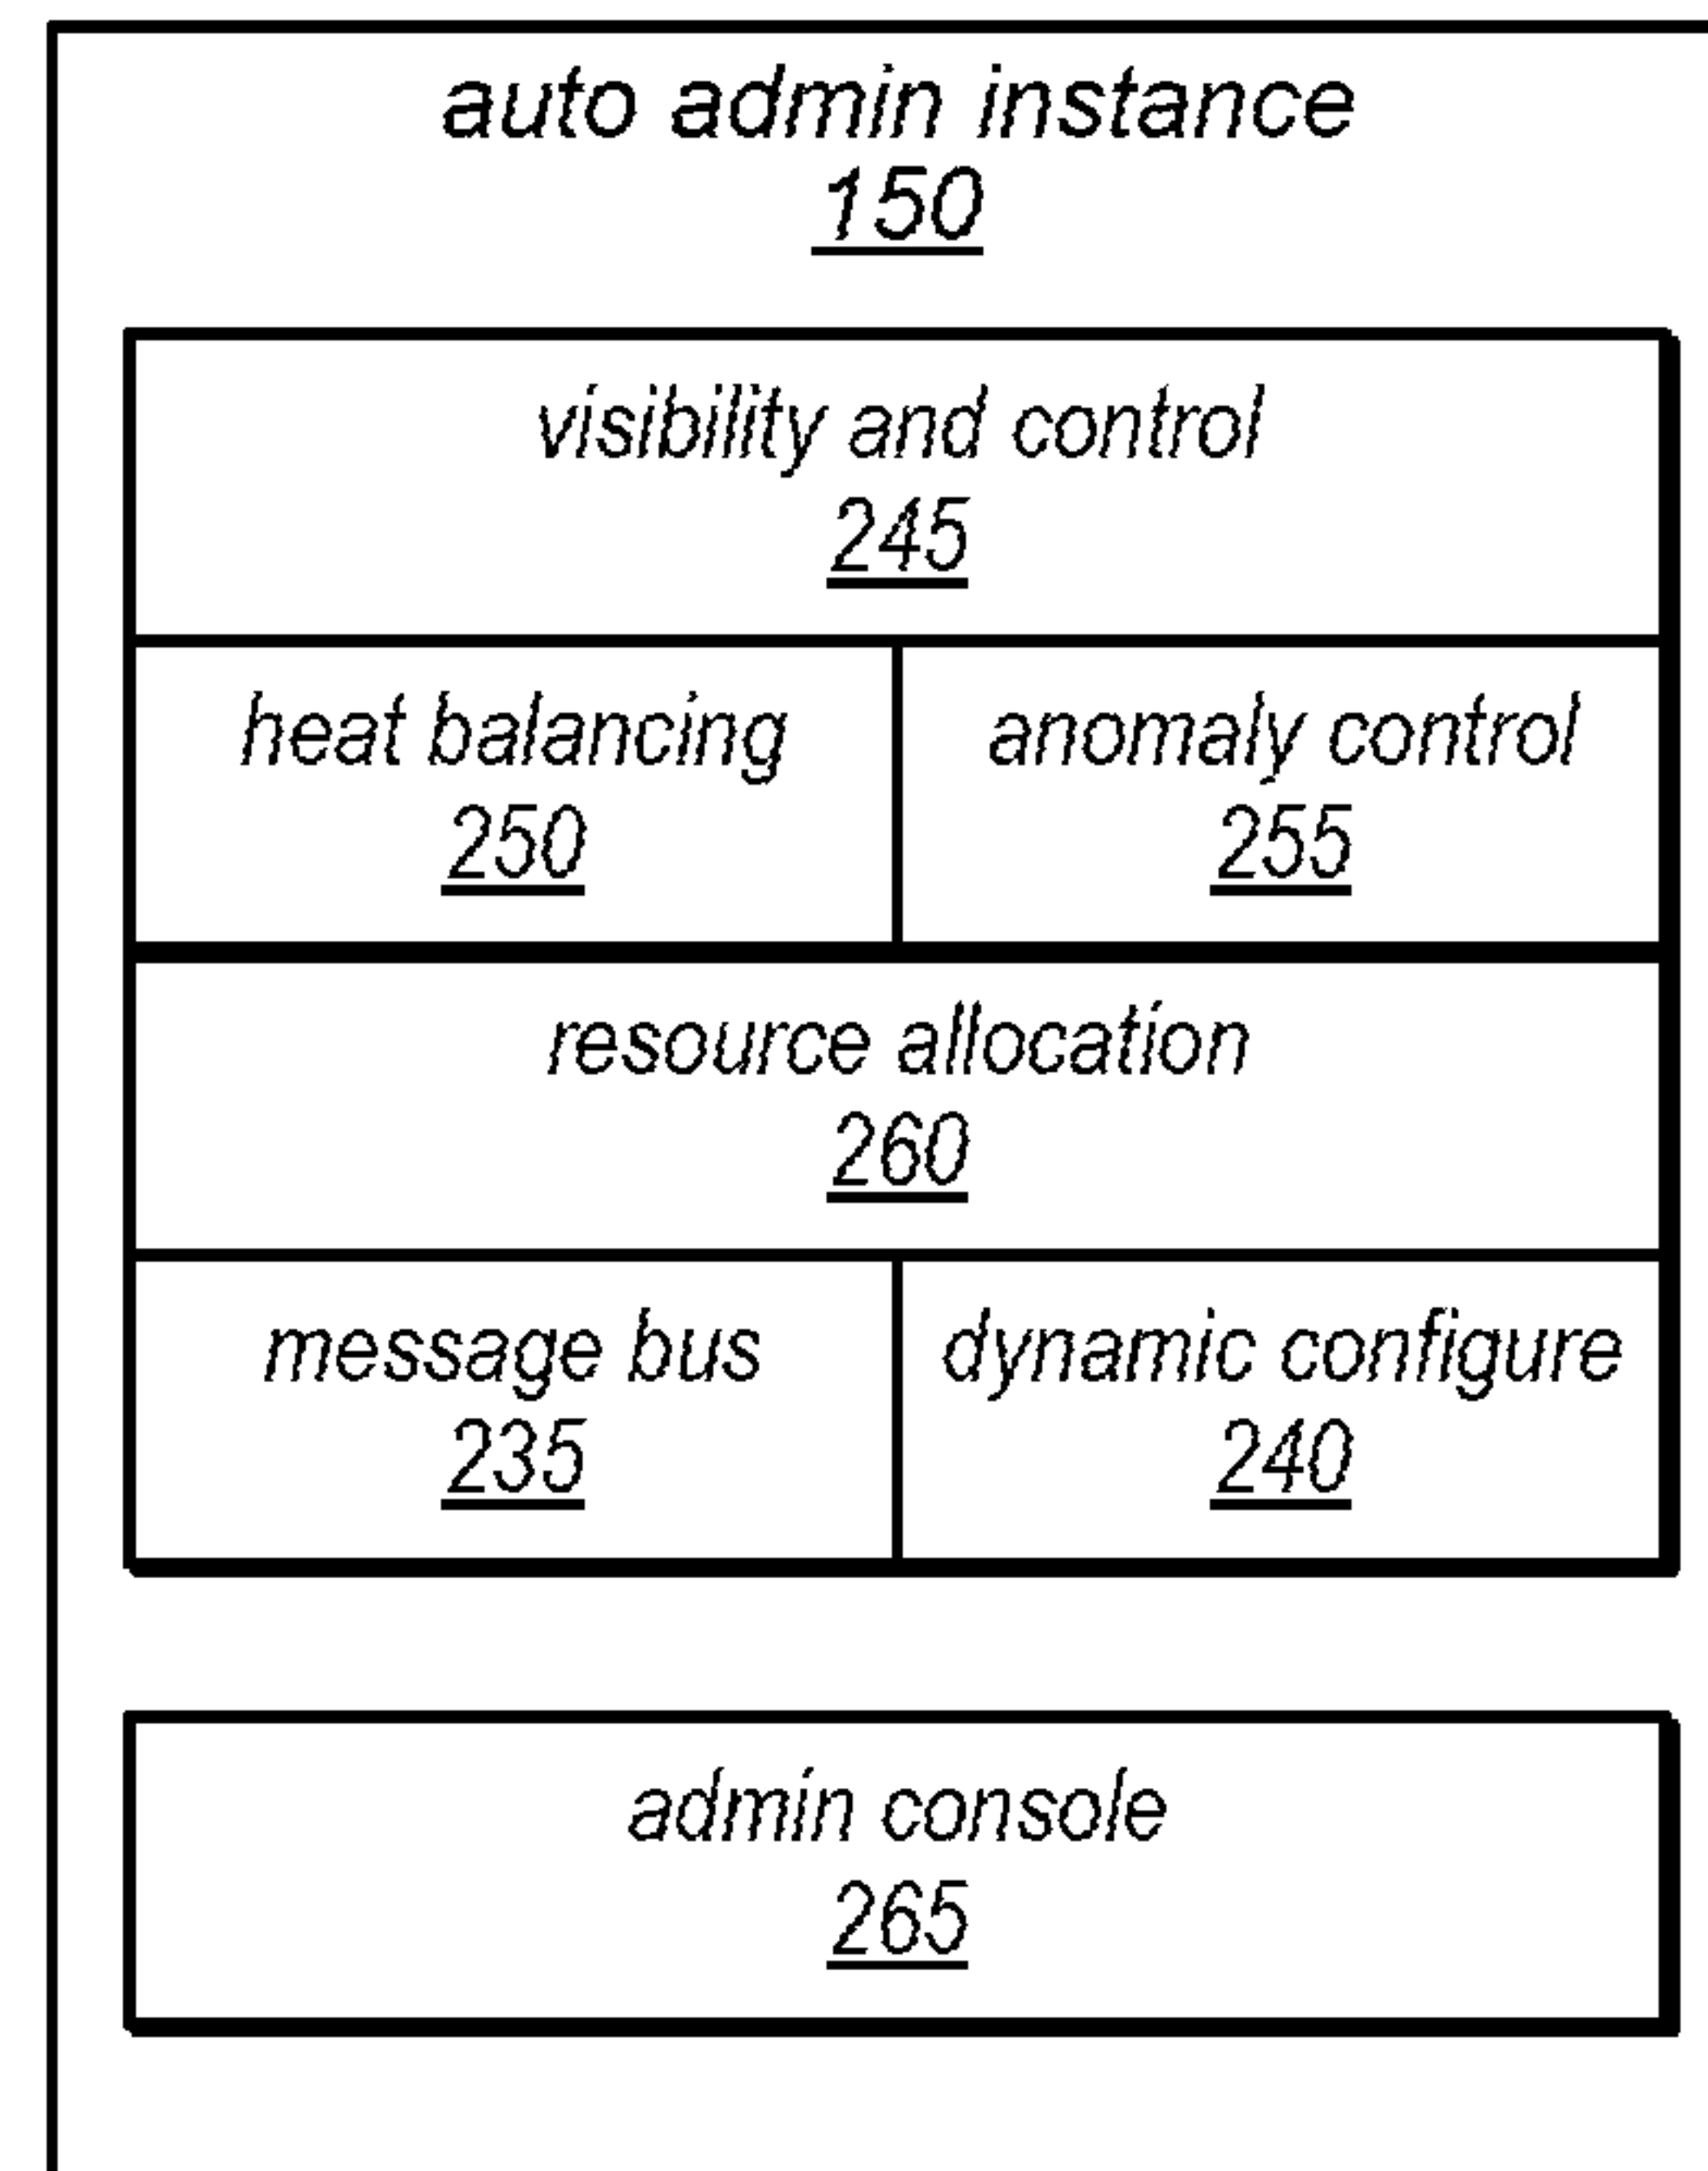 auto admin instance
150
visibility and control
245
heat balancing
250
anomaly control
255
resource allocation
260
message bus
235
dynamic configure
240
admin console
265